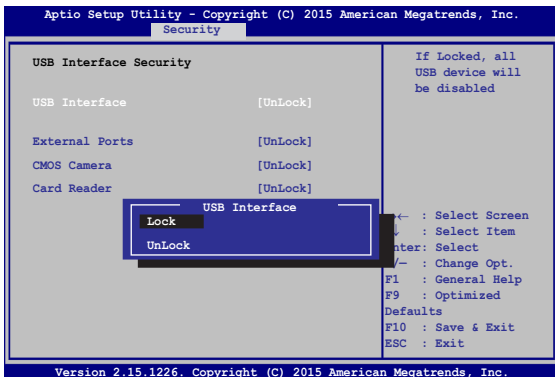 Aptio Setup Utility - Copyright (C) 2015 American Megatrends, Inc.
Security
USB Interface Security
USB Interface [UnLock]
External Ports [UnLock]
CMOS Camera [UnLock]
Card Reader [UnLock]
USB Interface
Lock
UnLock
If Locked, all
USB device will
be disabled
→← : Select Screen
↓ : Select Item
nter: Select
/— : Change Opt.
F1 : General Help
F9 : Optimized
Defaults
F10 : Save & Exit
ESC : Exit
Version 2.15.1226. Copyright (C) 2015 American Megatrends, Inc.